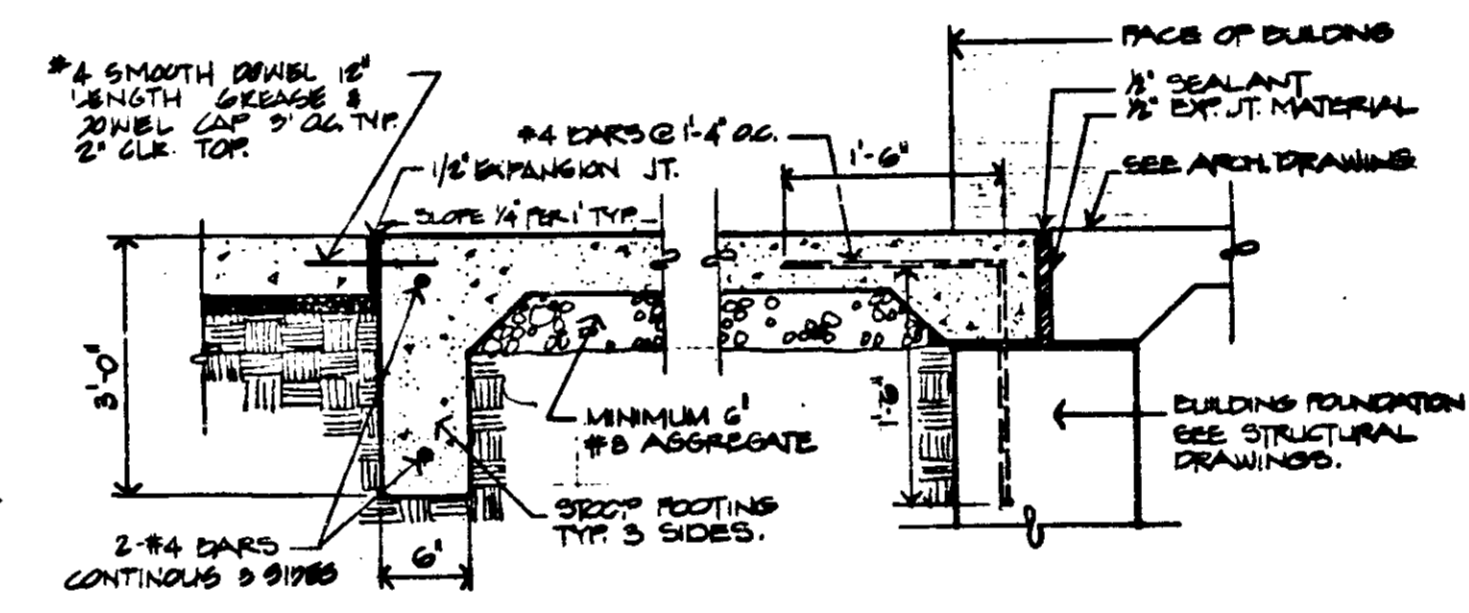 #4 SMOOTH DOWEL 12"
LENGTH GREASE &
DOWEL CAP 3' O.C. TYP.
2" CLR. TOP.
#4 BARS @ 1'-4" O.C.
1/2" EXPANSION JT.
SLOPE 1/4" PER 1' TYP.
1'-6"
FACE OF BUILDING
1/2" SEALANT
1/2" EXP. JT. MATERIAL
SEE ARCH. DRAWING
3'-0"
MINIMUM 6"
#8 AGGREGATE
STOOP FOOTING
TYP. 3 SIDES.
2-#4 BARS
CONTINOUS 3 SIDES
6"
BUILDING FOUNDATION
SEE STRUCTURAL
DRAWINGS.